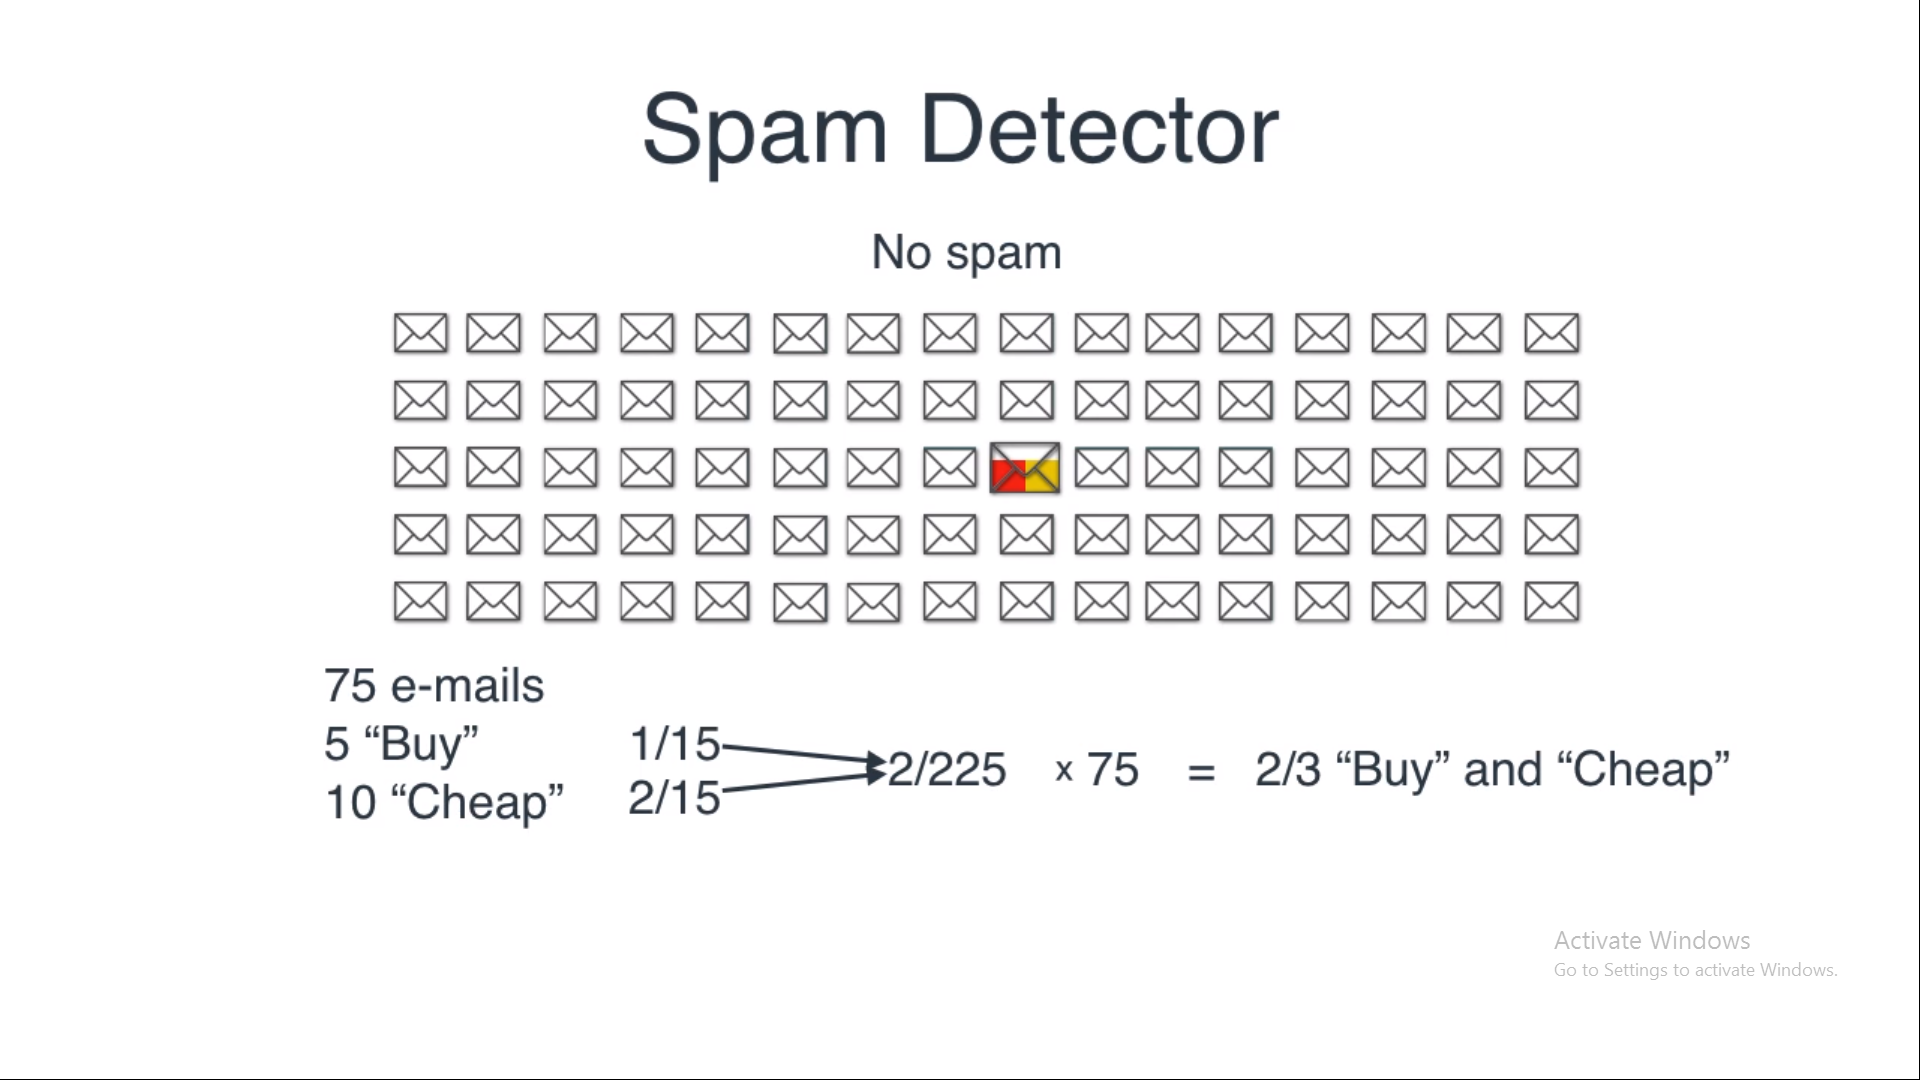 Spam Detector
No spam
75 e-mails
5 “Buy”
10 “Cheap”
1/15
2/15
2/225 x 75 = 2/3 “Buy” and “Cheap”
Activate Windows
Go to Settings to activate Windows.